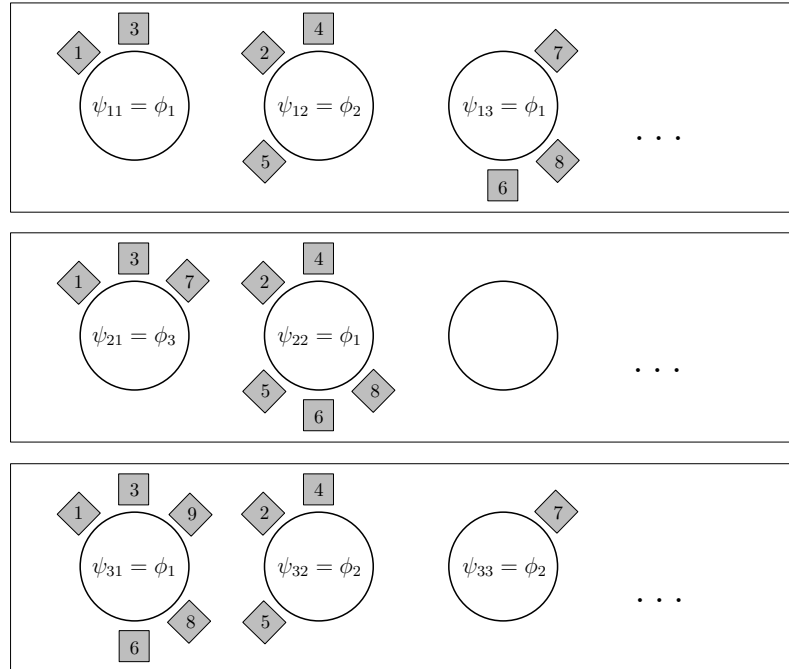 3
1
ψ₁₁ = ϕ₁
4
2
ψ₁₂ = ϕ₂
5
7
ψ₁₃ = ϕ₁
8
6
. . .
3
1
7
ψ₂₁ = ϕ₃
4
2
ψ₂₂ = ϕ₁
5
8
6
. . .
3
1
9
ψ₃₁ = ϕ₁
8
6
4
2
ψ₃₂ = ϕ₂
5
7
ψ₃₃ = ϕ₂
. . .